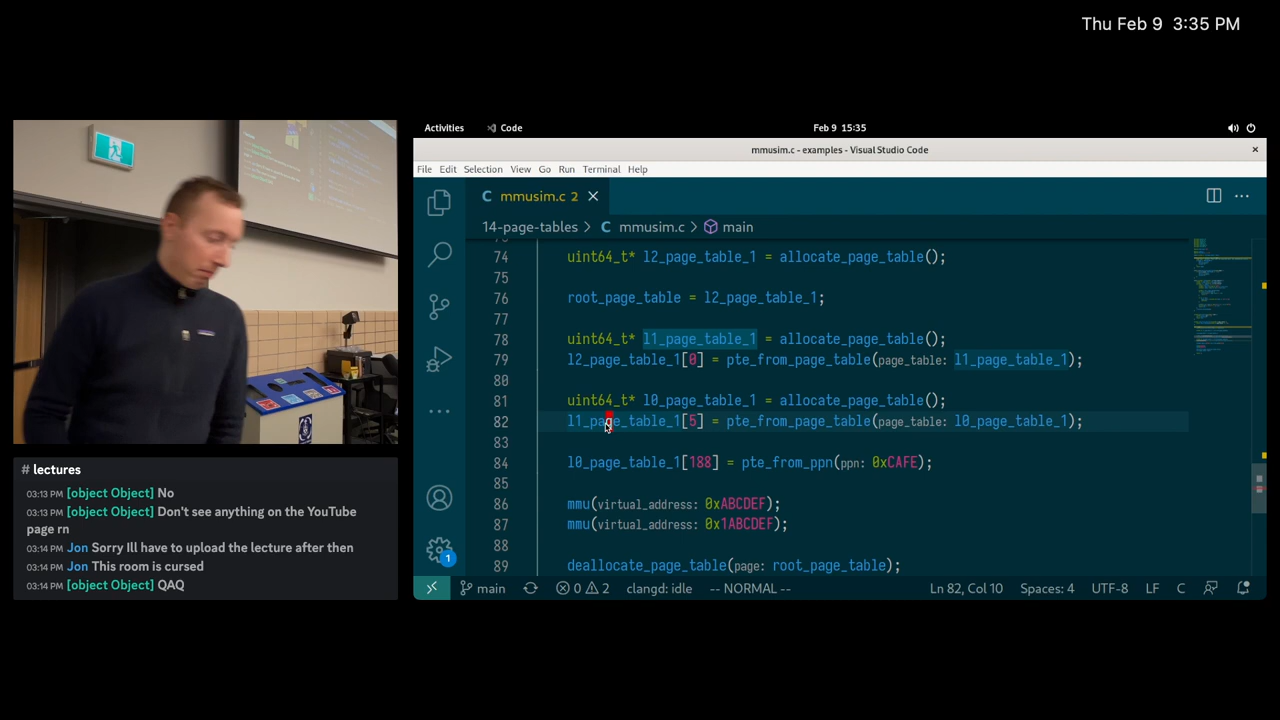 Thu Feb 9 3:35 PM
Activities
Code
Feb 9 15:35
mmusim.c - examples - Visual Studio Code
File Edit Selection View Go Run Terminal Help
C mmusim.c 2
14-page-tables > C mmusim.c > main
74 uint64_t* l2_page_table_1 = allocate_page_table();
75
76 root_page_table = l2_page_table_1;
77
78 uint64_t* l1_page_table_1 = allocate_page_table();
79 l2_page_table_1[0] = pte_from_page_table(page_table: l1_page_table_1);
80
81 uint64_t* l0_page_table_1 = allocate_page_table();
82 l1_page_table_1[5] = pte_from_page_table(page_table: l0_page_table_1);
83
84 l0_page_table_1[188] = pte_from_ppn(ppn: 0xCAFE);
85
86 mmu(virtual_address: 0xABCDEF);
87 mmu(virtual_address: 0x1ABCDEF);
88
89 deallocate_page_table(page: root_page_table);
1
main 0 2 clangd: idle -- NORMAL -- Ln 82, Col 10 Spaces: 4 UTF-8 LF C
# lectures
03:13 PM [object Object] No
03:13 PM [object Object] Don't see anything on the YouTube
page rn
03:14 PM Jon Sorry Ill have to upload the lecture after then
03:14 PM Jon This room is cursed
03:14 PM [object Object] QAQ